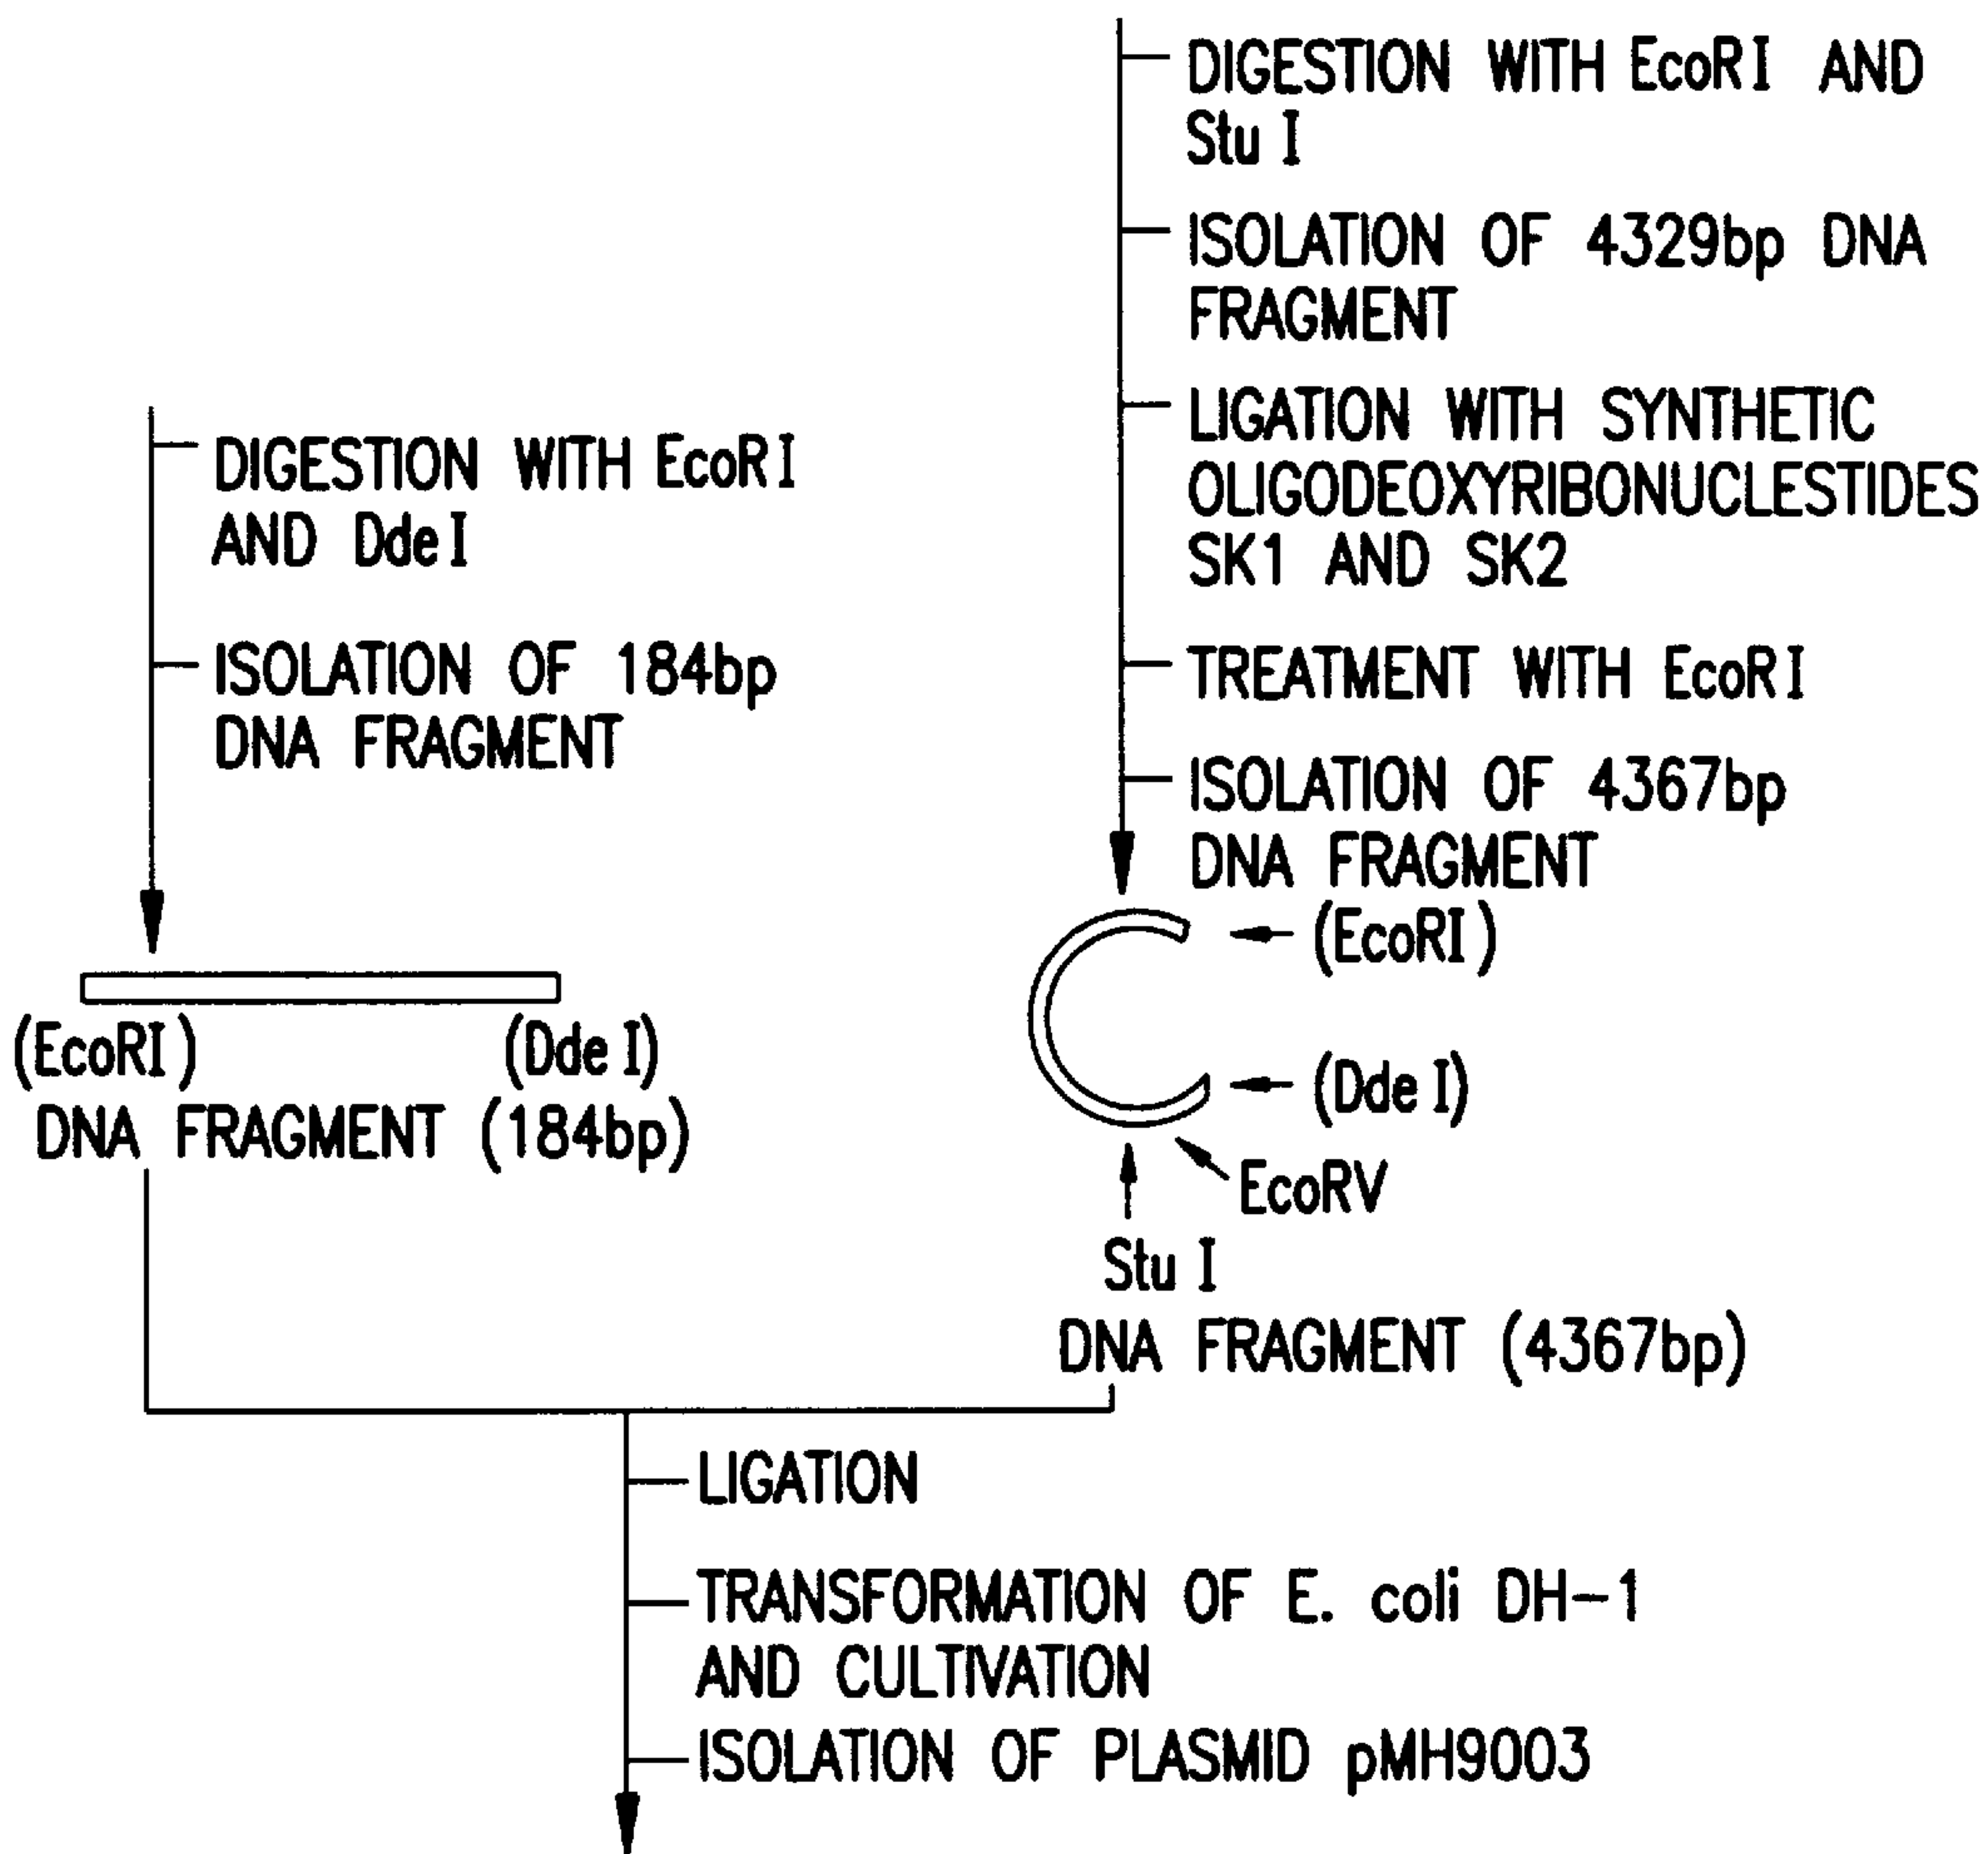 DIGESTION WITH EcoRI AND
Stu I
ISOLATION OF 4329bp DNA
FRAGMENT
LIGATION WITH SYNTHETIC
OLIGODEOXYRIBONUCLESTIDES
SK1 AND SK2
TREATMENT WITH EcoRI
ISOLATION OF 4367bp
DNA FRAGMENT
DIGESTION WITH EcoRI
AND DdeI
ISOLATION OF 184bp
DNA FRAGMENT
(EcoRI)
(DdeI)
DNA FRAGMENT (184bp)
(EcoRI)
(DdeI)
EcoRV
Stu I
DNA FRAGMENT (4367bp)
LIGATION
TRANSFORMATION OF E. coli DH-1
AND CULTIVATION
ISOLATION OF PLASMID pMH9003